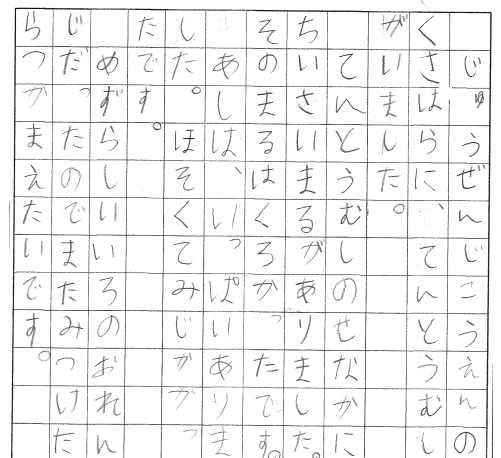 じゅうぜんじこうえんの
くさはらに、てんとうむし
がいました。
てんとうむしのせなかに
ちいさいまるがありました。
そのまるはくろかったです。
あしは、いっぱいありま
した。ほそくてみじかかっ
たです。
めずらしいいろのおれん
じだったのでまたみつけた
らつかまえたいです。